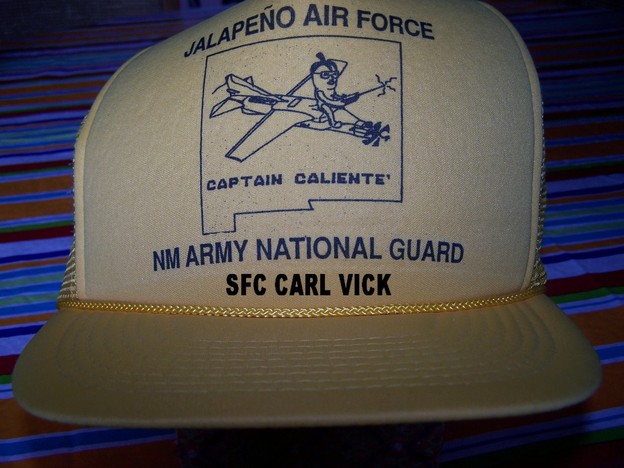 JALAPEÑO AIR FORCE
CAPTAIN CALIENTE'
NM ARMY NATIONAL GUARD
SFC CARL VICK